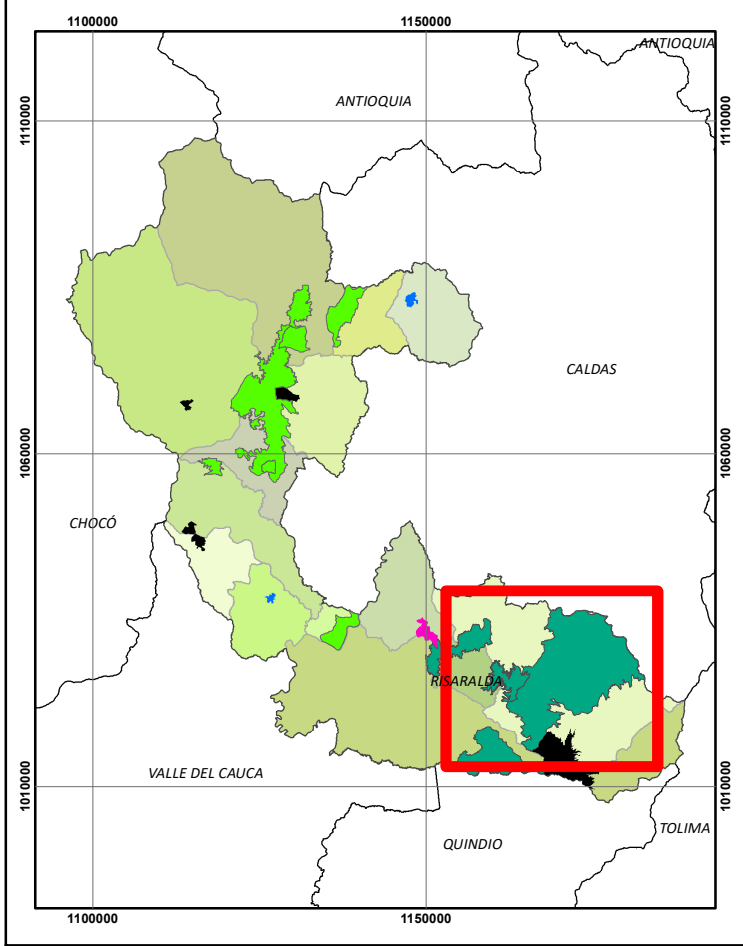 1100000
1150000
ANTIOQUIA
ANTIOQUIA
1110000
1110000
CALDAS
1060000
1060000
CHOCÓ
RISARALDA
VALLE DEL CAUCA
1010000
1010000
TOLIMA
QUINDIO
1100000
1150000